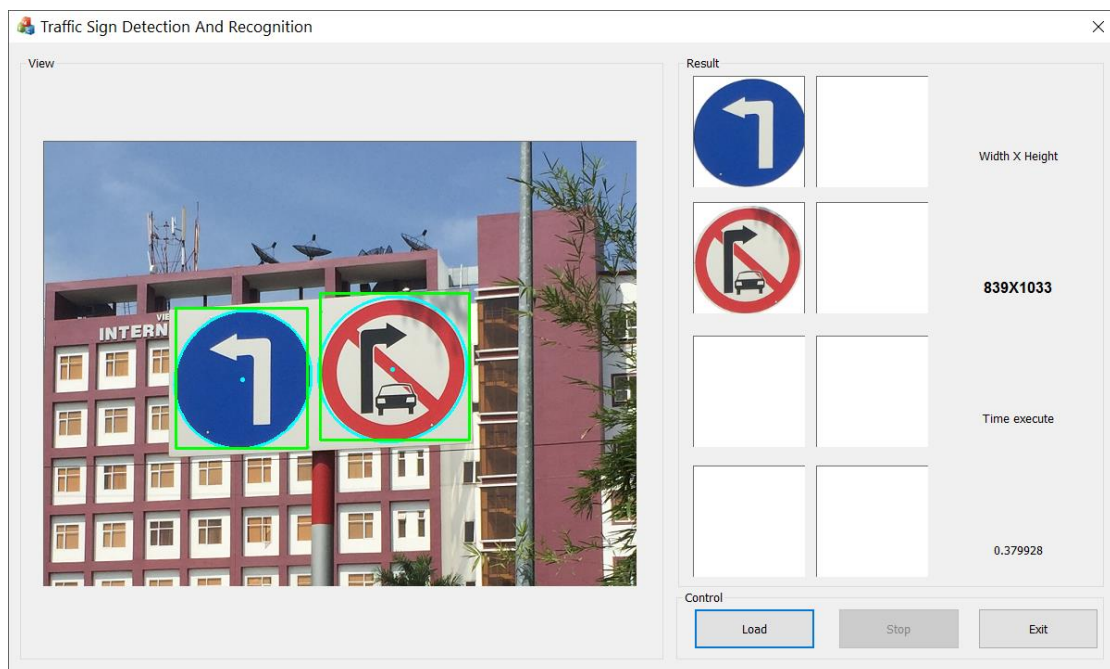 Traffic Sign Detection And Recognition
View
VIE
INTERN
Result
Width X Height
839X1033
Time execute
0.379928
Control
Load
Stop
Exit